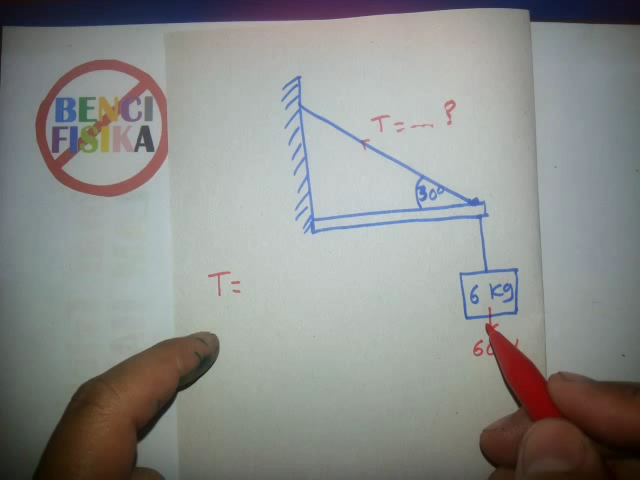 BENCI
FISIKA
T = ... ?
30°
6 Kg
T =